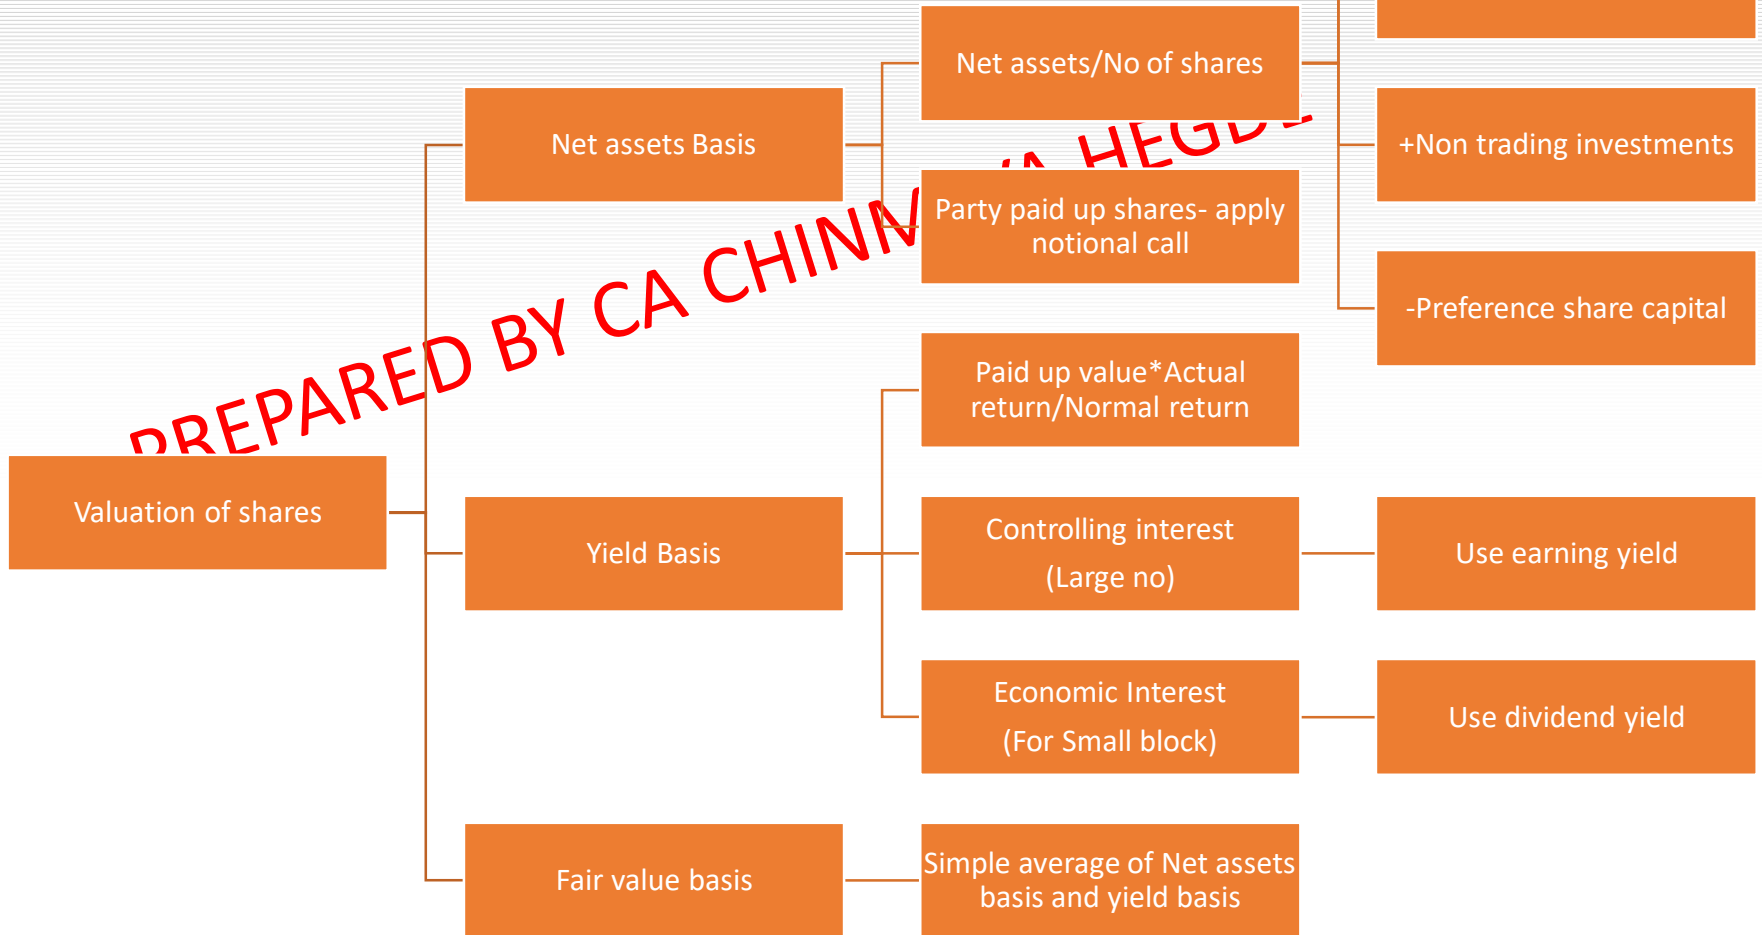 Net assets/No of shares
Net assets Basis
+Non trading investments
Party paid up shares- apply
notional call
-Preference share capital
PREPARED BY CA
Paid up value*Actual
return/Normal return
Valuation of shares
Yield Basis
Controlling interest
(Large no)
Use earning yield
Economic Interest
(For Small block)
Use dividend yield
Fair value basis
Simple average of Net assets
basis and yield basis